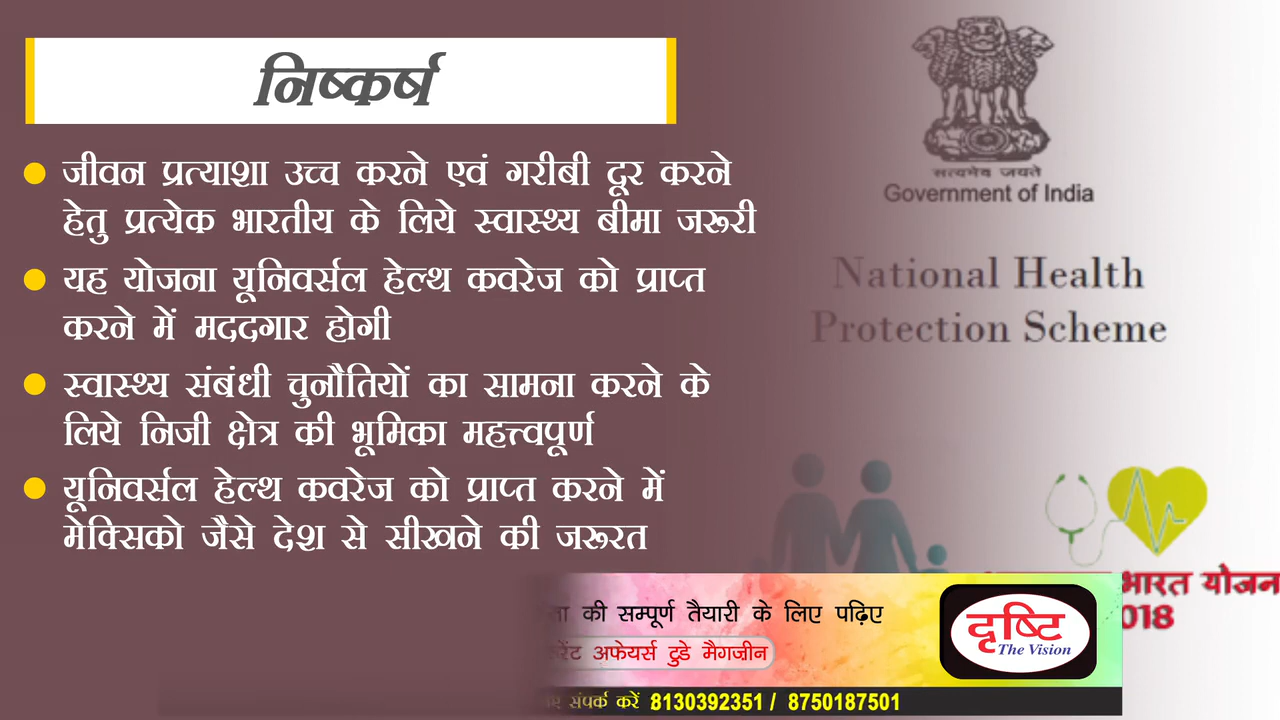 निष्कर्ष
जीवन प्रत्याशा उच्च करने एवं गरीबी दूर करने
हेतु प्रत्येक भारतीय के लिये स्वास्थ्य बीमा जरूरी
यह योजना यूनिवर्सल हेल्थ कवरेज को प्राप्त
करने में मददगार होगी
स्वास्थ्य संबंधी चुनौतियों का सामना करने के
लिये निजी क्षेत्र की भूमिका महत्त्वपूर्ण
यूनिवर्सल हेल्थ कवरेज को प्राप्त करने में
मेक्सिको जैसे देश से सीखने की जरूरत
सत्यमेव जयते
Government of India
National Health
Protection Scheme
भारत योजन
018
की सम्पूर्ण तैयारी के लिए पढ़िए
अफेयर्स टुडे मैगज़ीन
संपर्क करें 8130392351 / 8750187501
दृष्टि
The Vision